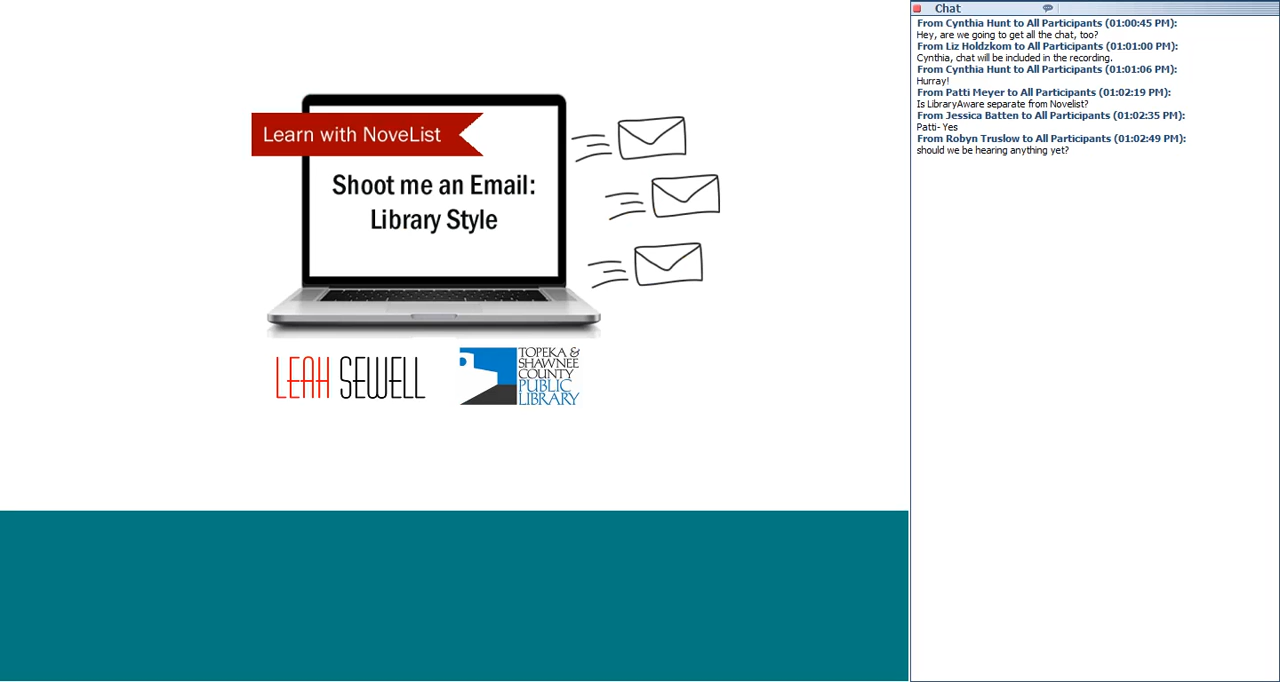 Learn with NoveList
Shoot me an Email:
Library Style
LEAH SEWELL
TOPEKA &
SHAWNEE
COUNTY
PUBLIC
LIBRARY
Chat
From Cynthia Hunt to All Participants (01:00:45 PM):
Hey, are we going to get all the chat, too?
From Liz Holdzkom to All Participants (01:01:00 PM):
Cynthia, chat will be included in the recording.
From Cynthia Hunt to All Participants (01:01:06 PM):
Hurray!
From Patti Meyer to All Participants (01:02:19 PM):
Is LibraryAware separate from Novelist?
From Jessica Batten to All Participants (01:02:35 PM):
Patti- Yes
From Robyn Truslow to All Participants (01:02:49 PM):
should we be hearing anything yet?